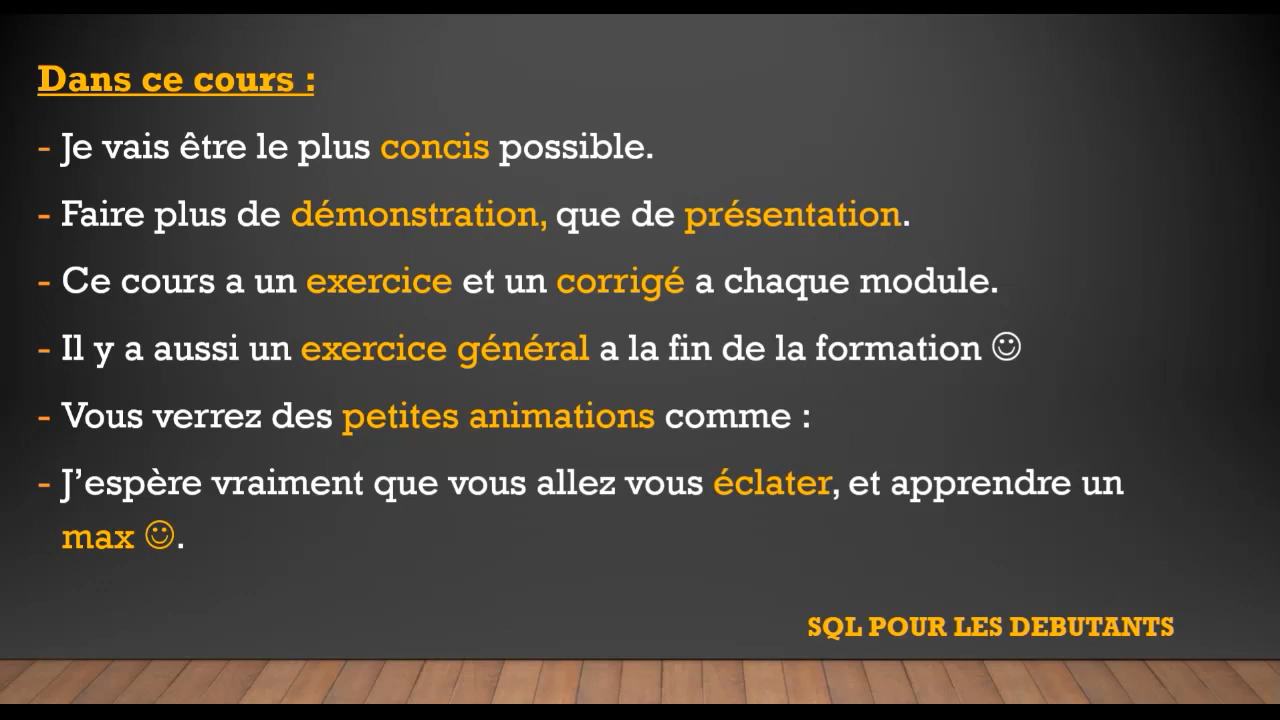 Dans ce cours :
- Je vais être le plus concis possible.
- Faire plus de démonstration, que de présentation.
- Ce cours a un exercice et un corrigé a chaque module.
- Il y a aussi un exercice général a la fin de la formation ☺
- Vous verrez des petites animations comme :
- J’espère vraiment que vous allez vous éclater, et apprendre un
max ☺.
SQL POUR LES DEBUTANTS